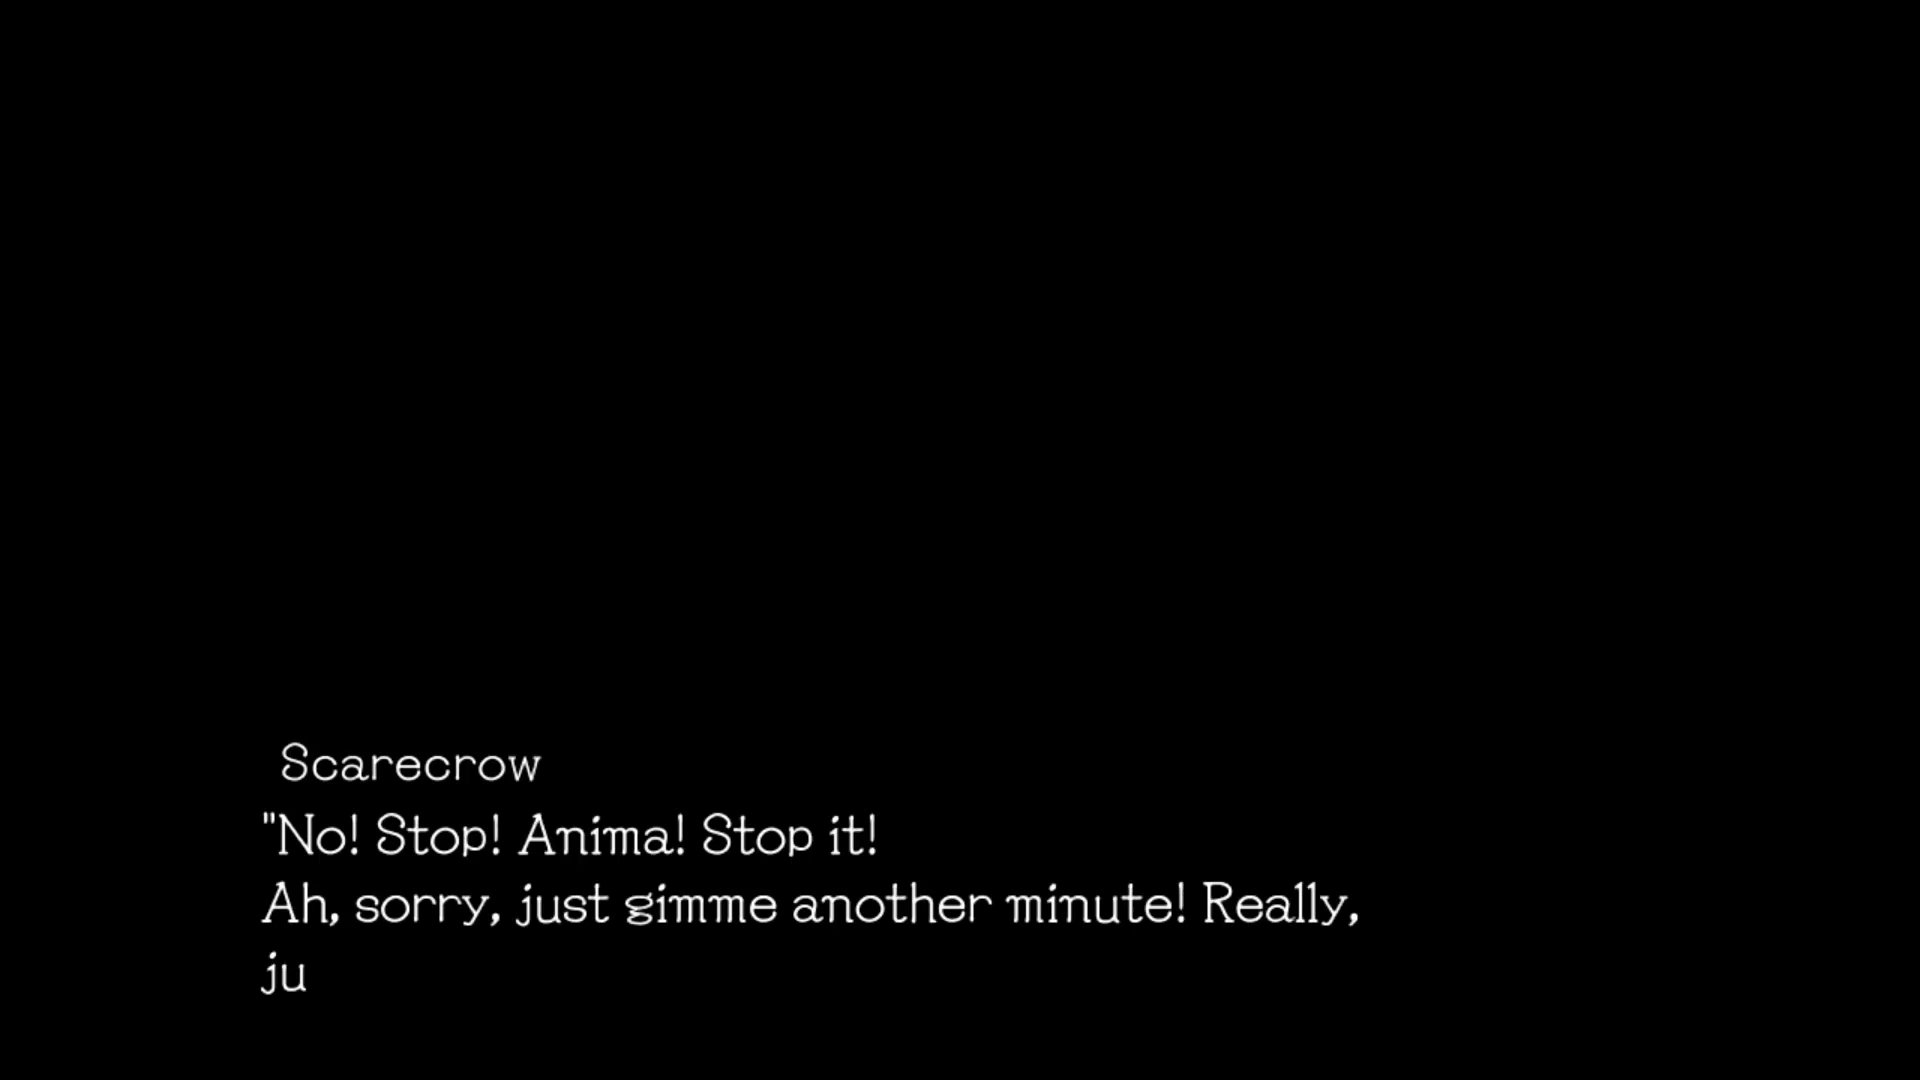 Scarecrow
"No! Stop! Anima! Stop it!
Ah, sorry, just gimme another minute! Really,
ju